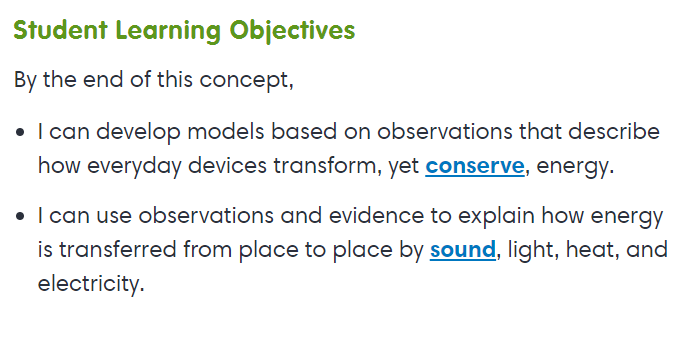 Student Learning Objectives
By the end of this concept,
• I can develop models based on observations that describe
how everyday devices transform, yet conserve, energy.
• I can use observations and evidence to explain how energy
is transferred from place to place by sound, light, heat, and
electricity.